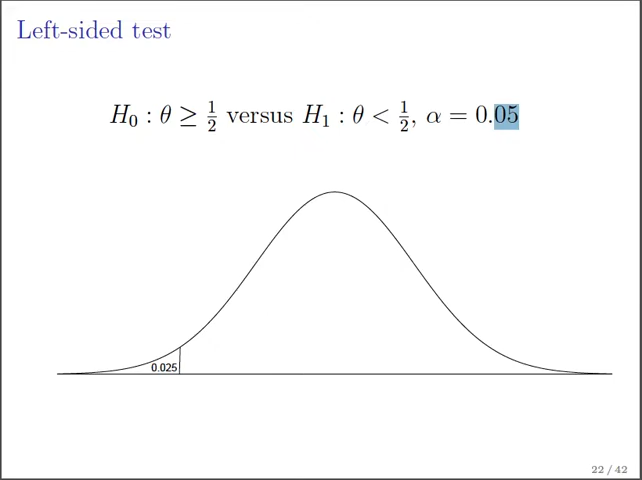 Left-sided test
H₀ : θ ≥ 1/2 versus H₁ : θ < 1/2, α = 0.05
0.025
22 / 42